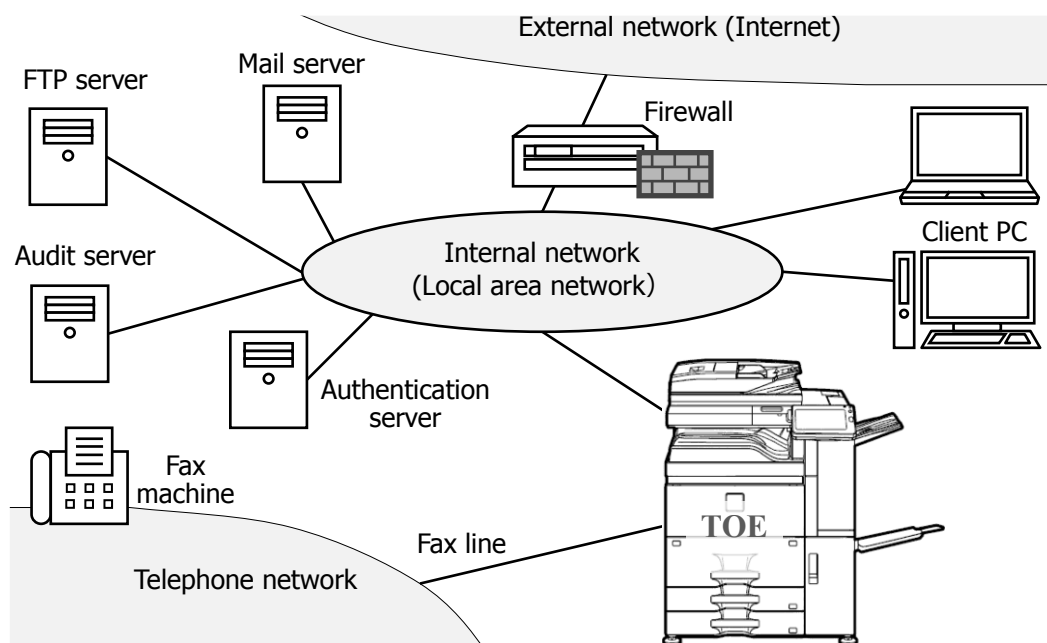 External network (Internet)
Mail server
FTP server
Firewall
Internal network
(Local area network)
Client PC
Audit server
Authentication
server
Fax
machine
TOE
Fax line
Telephone network